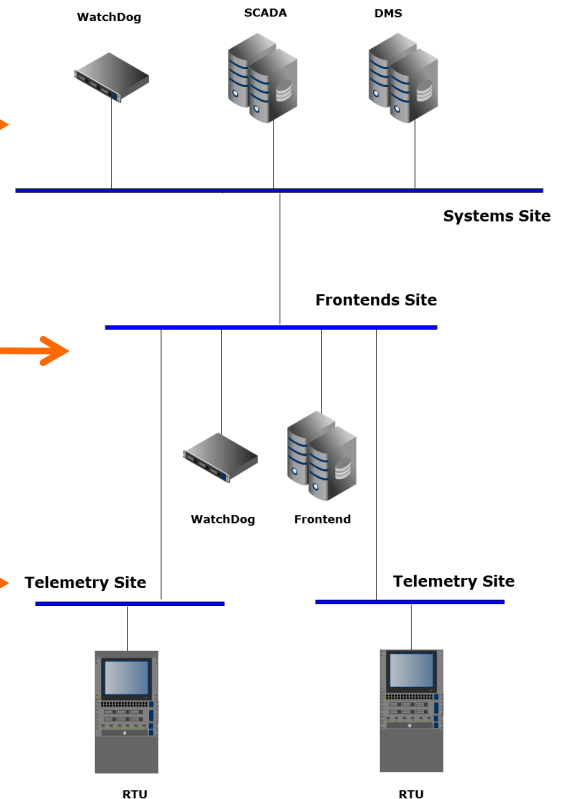 WatchDog
SCADA
DMS
Systems Site
Frontends Site
WatchDog
Frontend
Telemetry Site
Telemetry Site
RTU
RTU